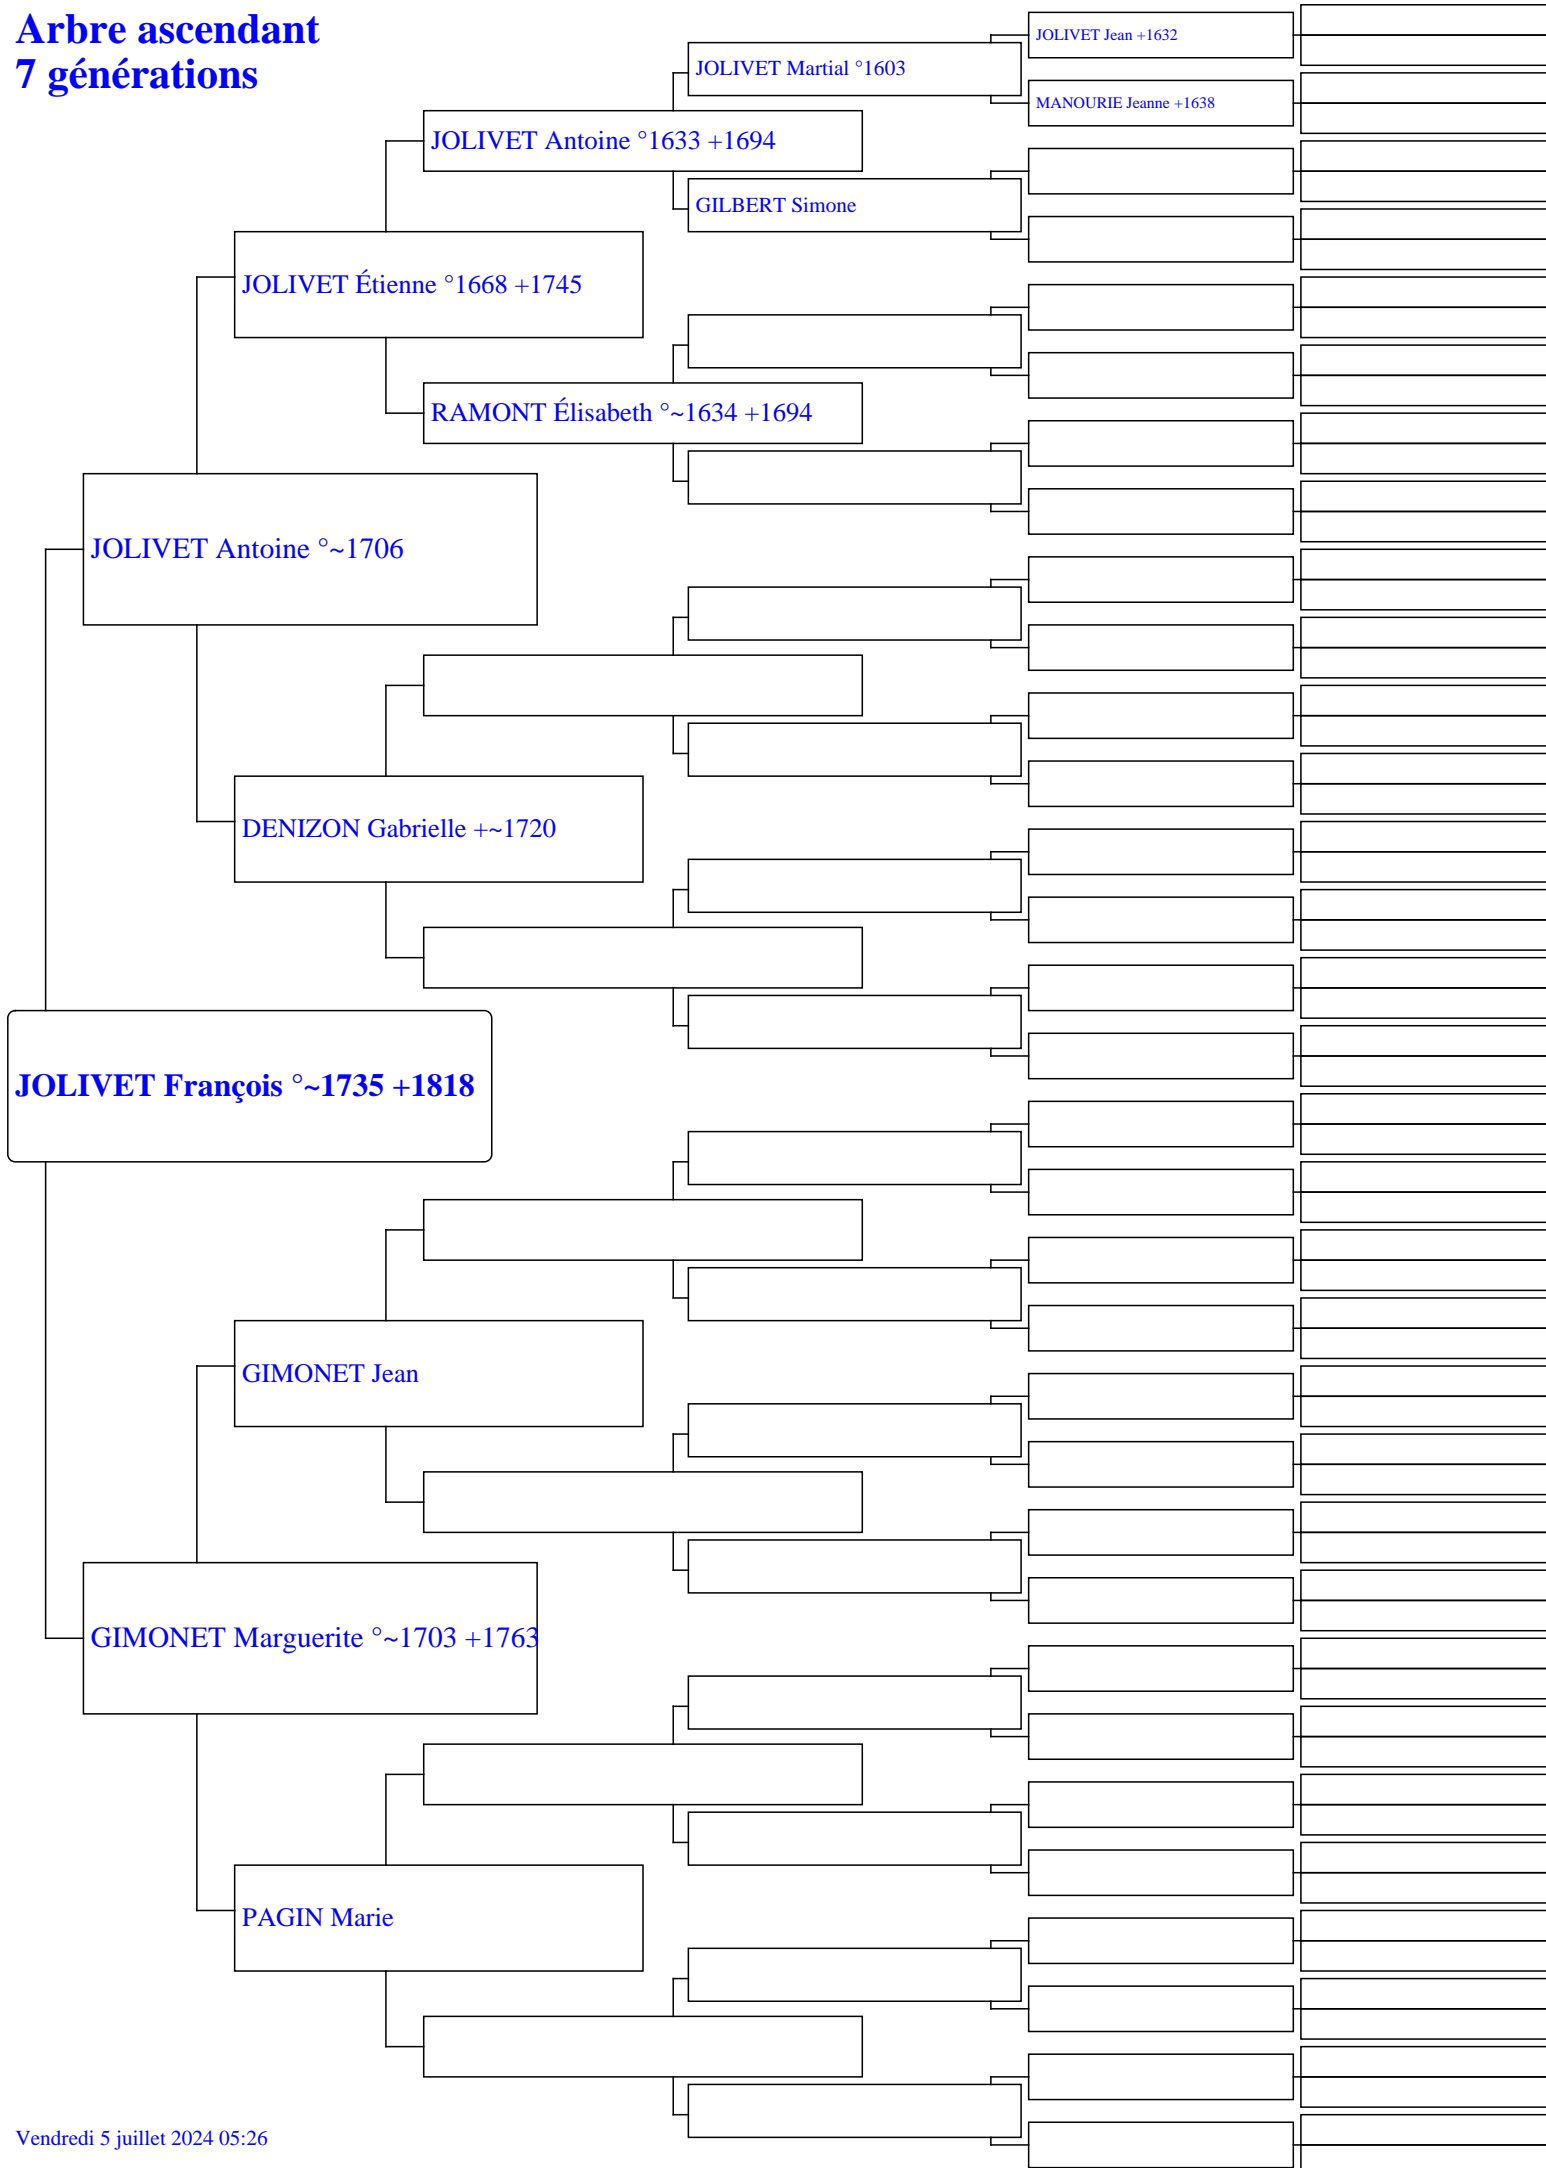 Arbre ascendant
7 générations
JOLIVET Jean +1632
JOLIVET Martial °1603
MANOURIE Jeanne +1638
JOLIVET Antoine °1633 +1694
GILBERT Simone
JOLIVET Étienne °1668 +1745
RAMONT Élisabeth °~1634 +1694
JOLIVET Antoine °~1706
DENIZON Gabrielle +~1720
JOLIVET François °~1735 +1818
GIMONET Jean
GIMONET Marguerite °~1703 +1763
PAGIN Marie
Vendredi 5 juillet 2024 05:26